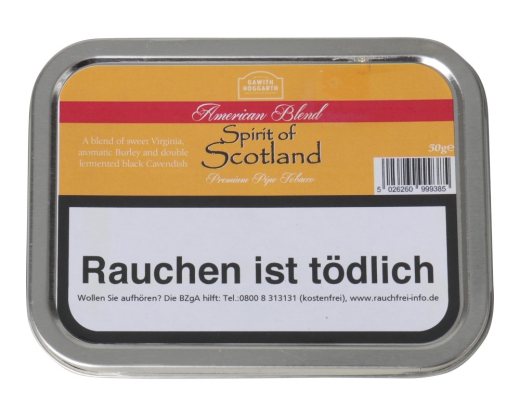 GAWITH
HOGGARTH
American Blend
Spirit of
Scotland
A blend of sweet Virginia,
aromatic Burley and double
fermented black Cavendish
50g℮
Premium Pipe Tobacco
5 026260 999385
Rauchen ist tödlich
Wollen Sie aufhören? Die BZgA hilft: Tel.:0800 8 313131 (kostenfrei), www.rauchfrei-info.de